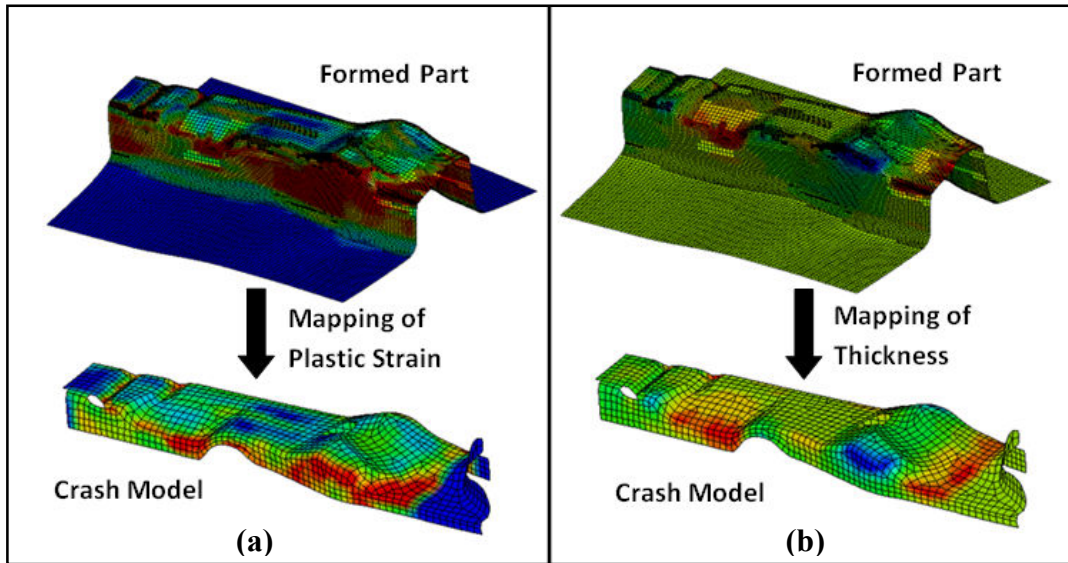 Formed Part
Mapping of
Plastic Strain
Crash Model
(a)
Formed Part
Mapping of
Thickness
Crash Model
(b)